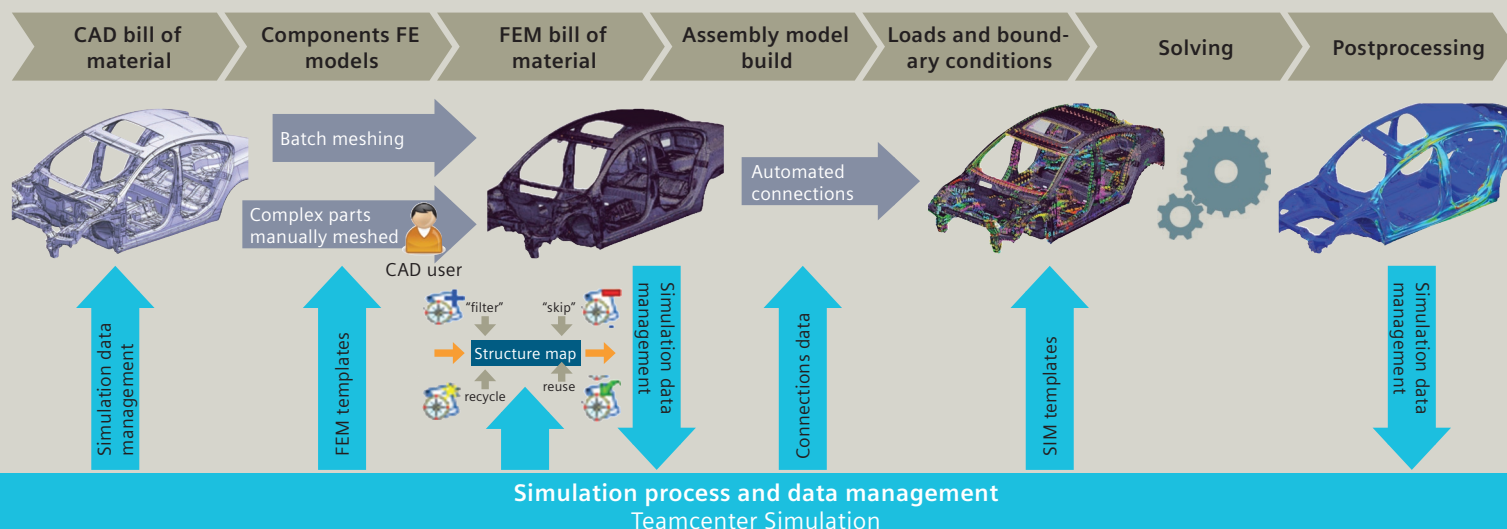 CAD bill of
material
Components FE
models
FEM bill of
material
Assembly model
build
Loads and bound-
ary conditions
Solving
Postprocessing
Batch meshing
Complex parts
manually meshed
CAD user
Automated
connections
"filter"
"skip"
Structure map
recycle
reuse
Simulation data
management
FEM templates
Simulation data
management
Connections data
SIM templates
Simulation data
management
Simulation process and data management
Teamcenter Simulation